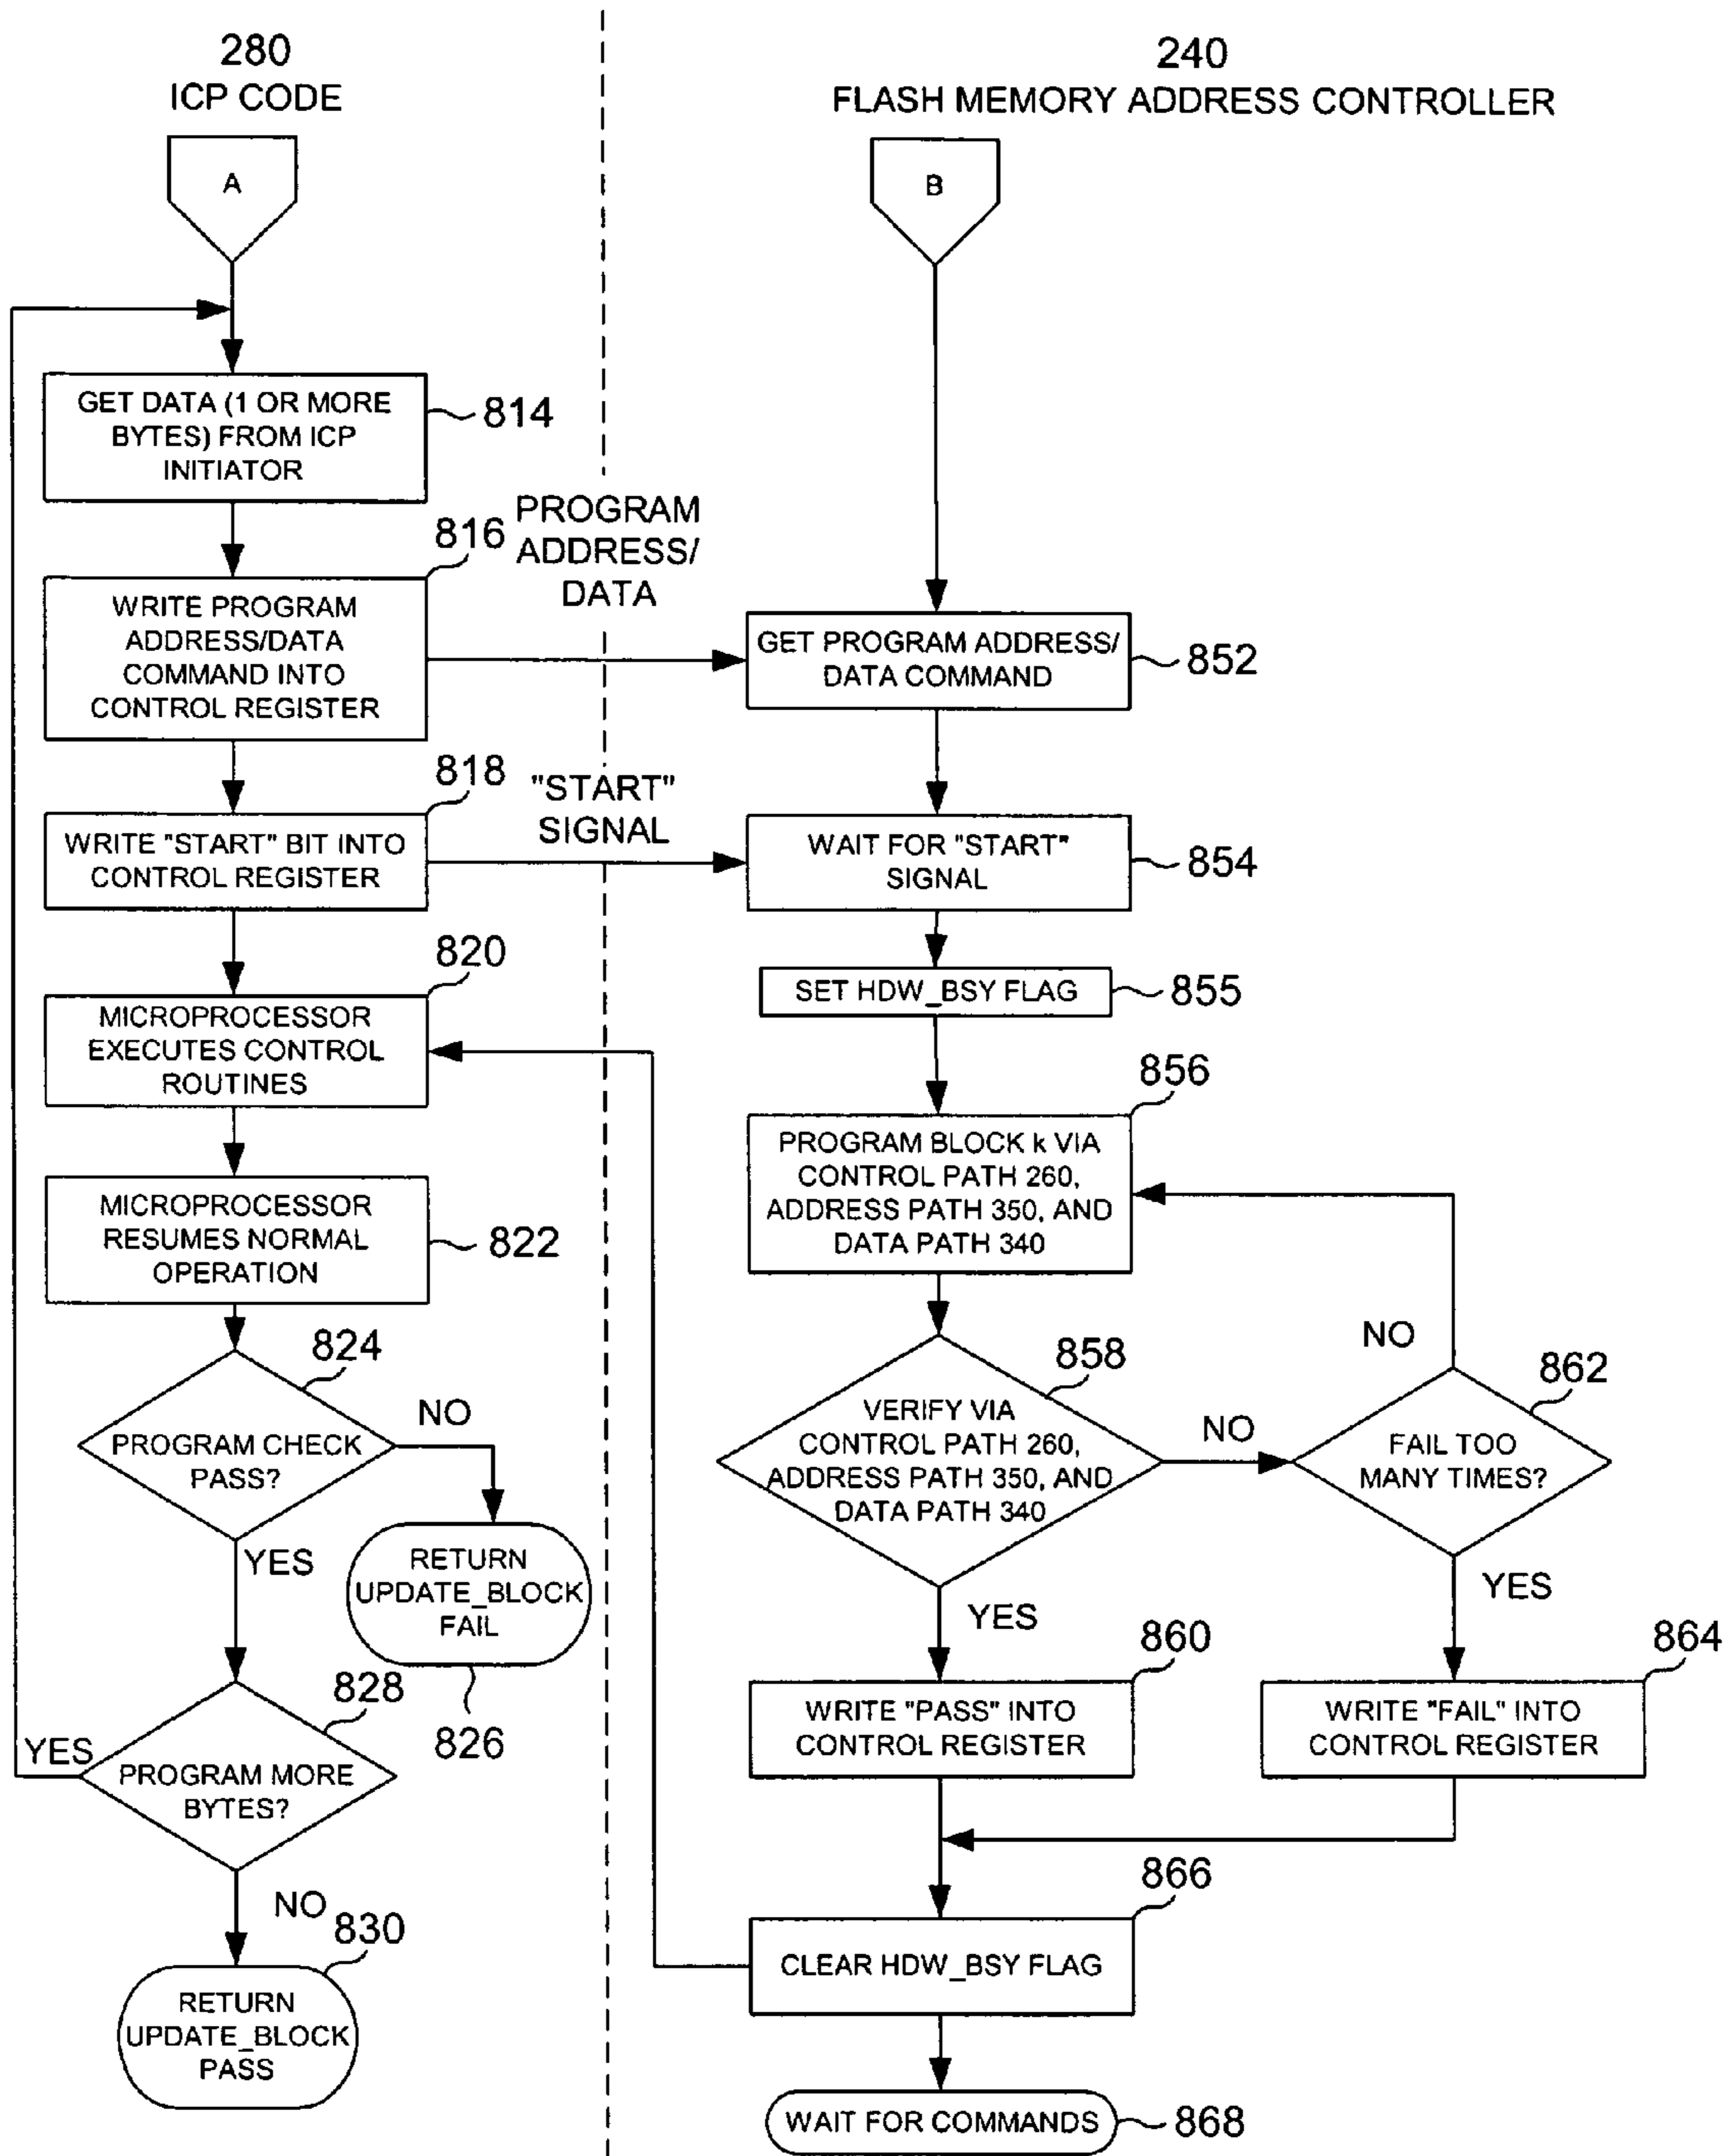 280
ICP CODE
240
FLASH MEMORY ADDRESS CONTROLLER
A
B
GET DATA (1 OR MORE
BYTES) FROM ICP
INITIATOR
814
816
PROGRAM
ADDRESS/
DATA
WRITE PROGRAM
ADDRESS/DATA
COMMAND INTO
CONTROL REGISTER
GET PROGRAM ADDRESS/
DATA COMMAND
852
818
"START"
SIGNAL
WRITE "START" BIT INTO
CONTROL REGISTER
WAIT FOR "START"
SIGNAL
854
820
SET HDW_BSY FLAG
855
MICROPROCESSOR
EXECUTES CONTROL
ROUTINES
856
PROGRAM BLOCK k VIA
CONTROL PATH 260,
ADDRESS PATH 350, AND
DATA PATH 340
MICROPROCESSOR
RESUMES NORMAL
OPERATION
822
824
NO
PROGRAM CHECK
PASS?
858
VERIFY VIA
CONTROL PATH 260,
ADDRESS PATH 350, AND
DATA PATH 340
NO
NO
862
FAIL TOO
MANY TIMES?
YES
RETURN
UPDATE_BLOCK
FAIL
826
YES
YES
860
864
WRITE "PASS" INTO
CONTROL REGISTER
WRITE "FAIL" INTO
CONTROL REGISTER
828
YES
PROGRAM MORE
BYTES?
NO
830
866
CLEAR HDW_BSY FLAG
RETURN
UPDATE_BLOCK
PASS
WAIT FOR COMMANDS
868